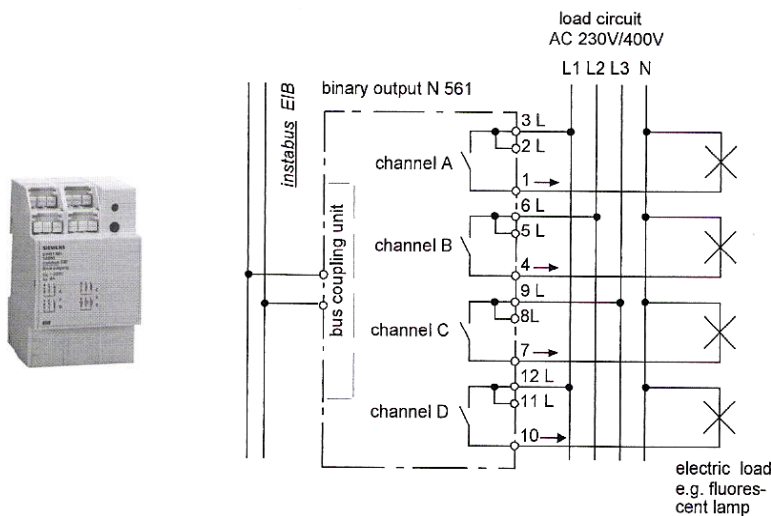 load circuit
AC 230V/400V
L1 L2 L3 N
instabus EIB
binary output N 561
bus coupling unit
channel A
3 L
2 L
1
channel B
6 L
5 L
4
channel C
9 L
8L
7
channel D
12 L
11 L
10
electric load
e.g. fluores-
cent lamp
SIEMENS